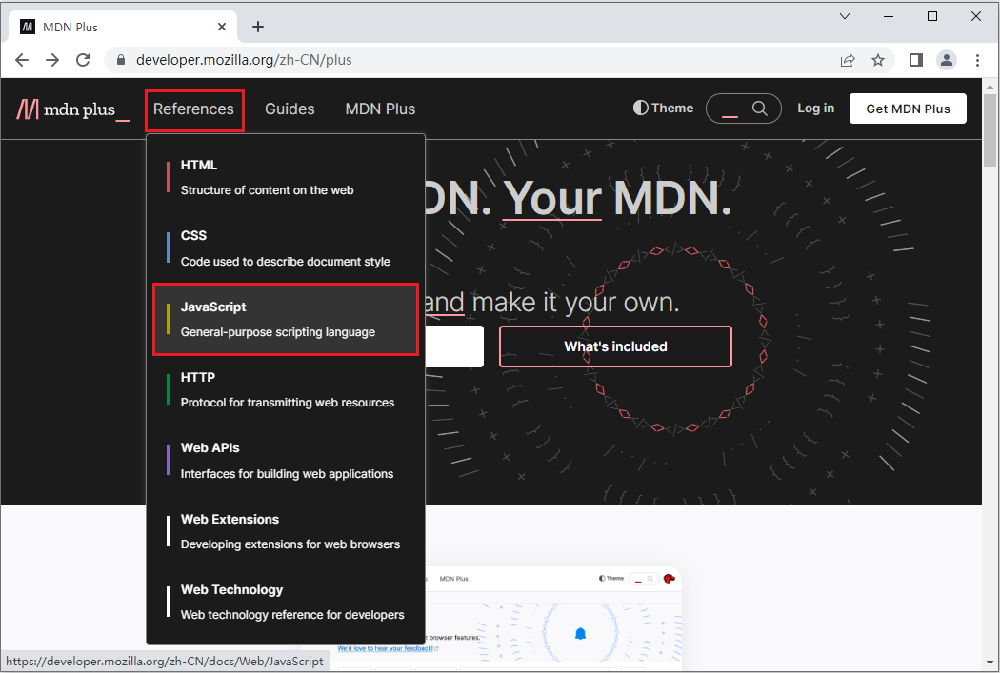 MDN Plus
developer.mozilla.org/zh-CN/plus
mdn plus_
References
Guides
MDN Plus
Theme
Log in
Get MDN Plus
HTML
Structure of content on the web
CSS
Code used to describe document style
JavaScript
General-purpose scripting language
HTTP
Protocol for transmitting web resources
Web APIs
Interfaces for building web applications
Web Extensions
Developing extensions for web browsers
Web Technology
Web technology reference for developers
DN. Your MDN.
and make it your own.
What's included
MDN Plus
Theme
browser features.
We'd love to hear your feedback!
https://developer.mozilla.org/zh-CN/docs/Web/JavaScript